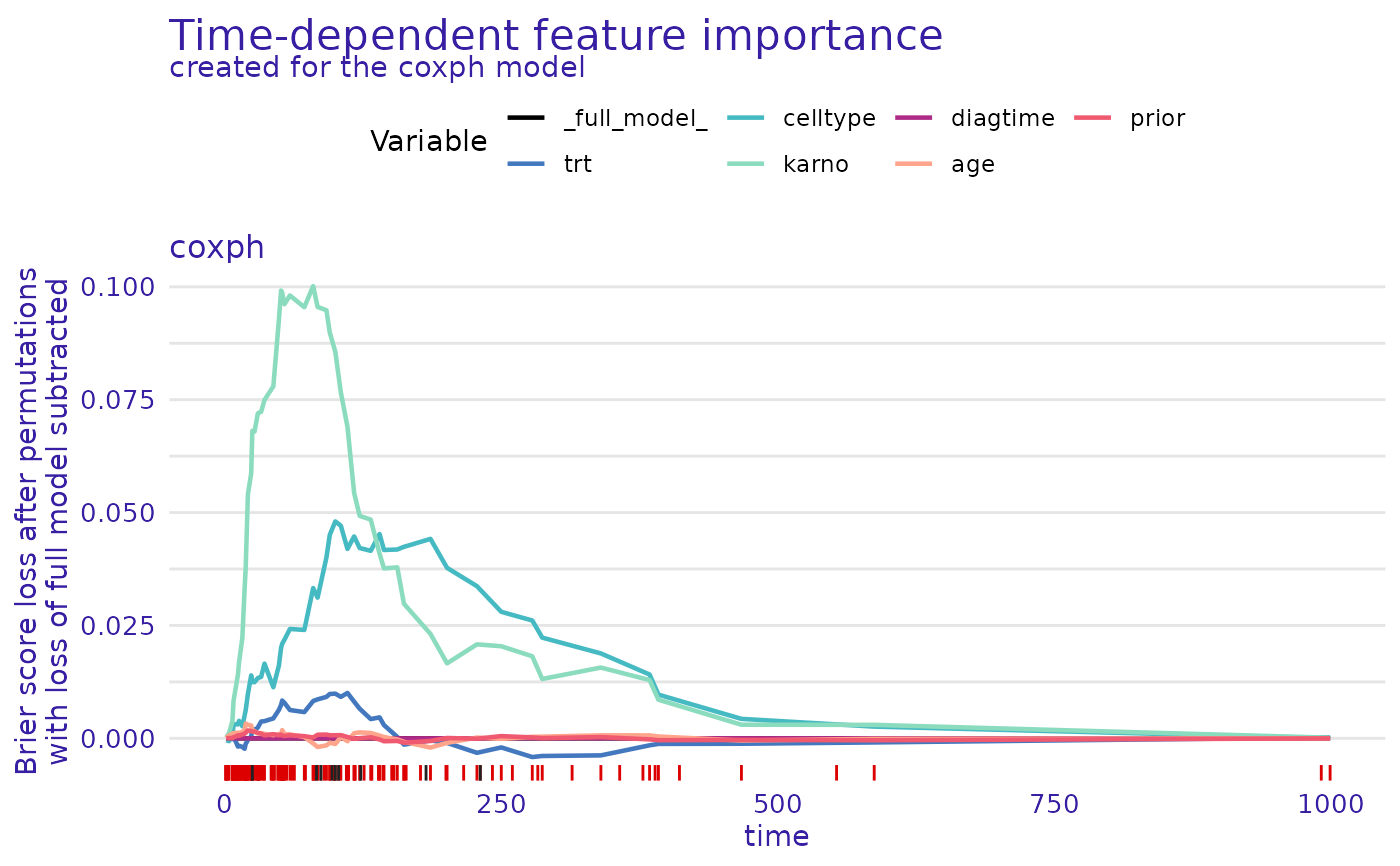 Time-dependent feature importance
created for the coxph model
Variable
_full_model_ celltype diagtime prior
trt karno age
coxph
Brier score loss after permutations
with loss of full model subtracted
0.100
0.075
0.050
0.025
0.000
0 250 500 750 1000
time